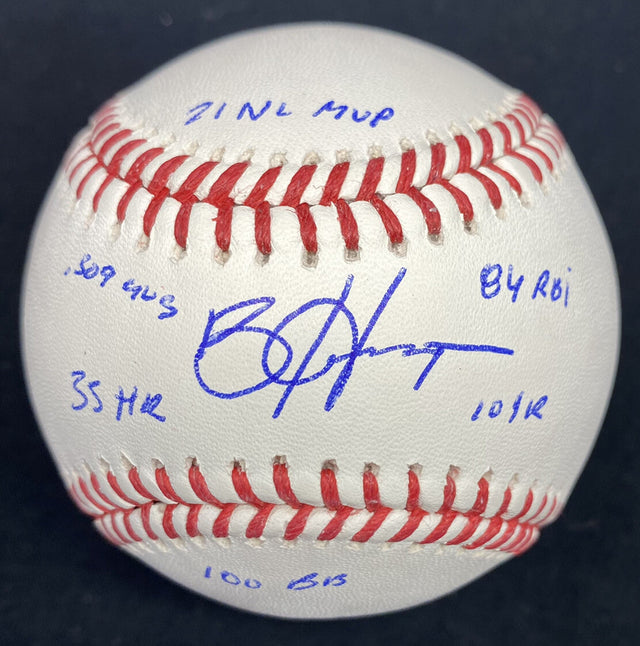 21 NL MVP
.309 AVG
84 RBi
35 HR
101 R
100 BB